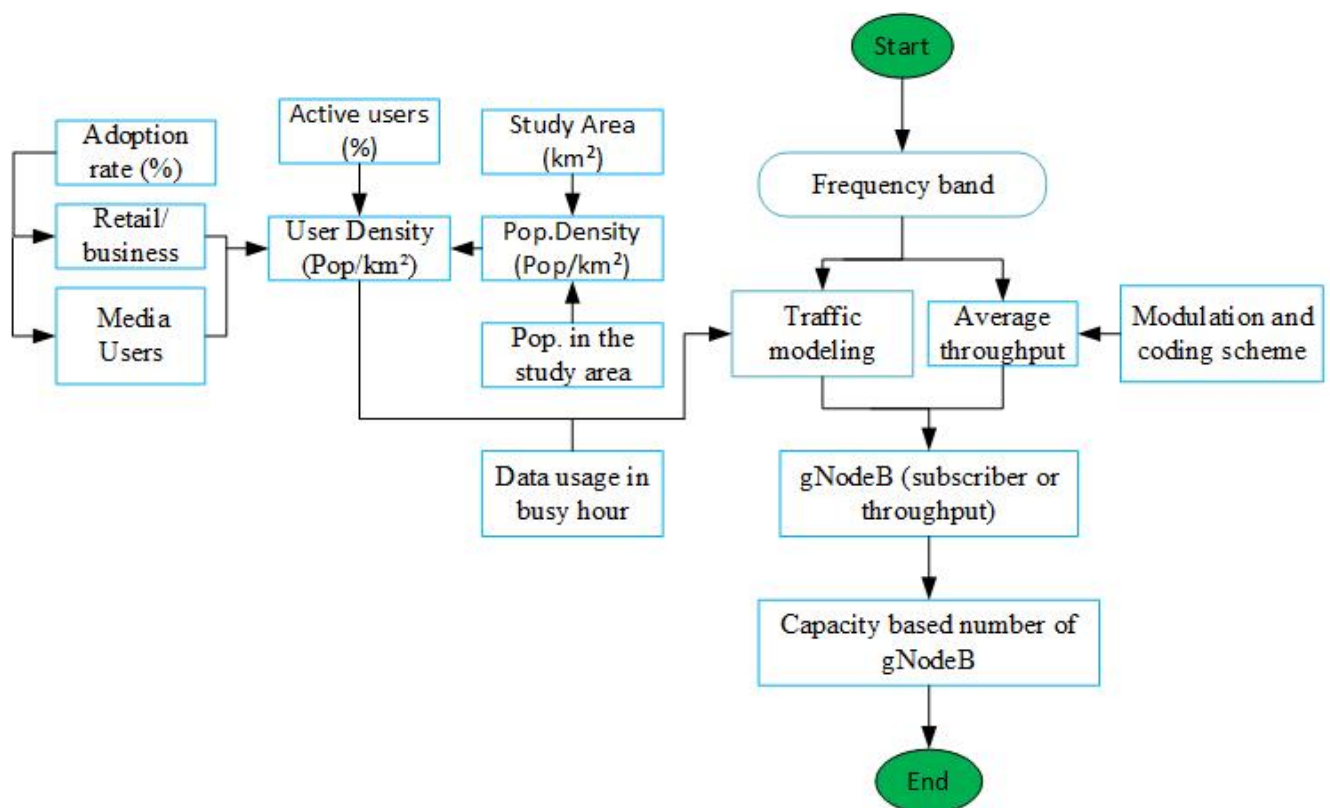 Start
Active users
(%)
Study Area
(km²)
Adoption
rate (%)
Frequency band
Retail/
business
User Density
(Pop/km²)
Pop.Density
(Pop/km²)
Media
Users
Traffic
modeling
Average
throughput
Modulation and
coding scheme
Pop. in the
study area
Data usage in
busy hour
gNodeB (subscriber or
throughput)
Capacity based number of
gNodeB
End